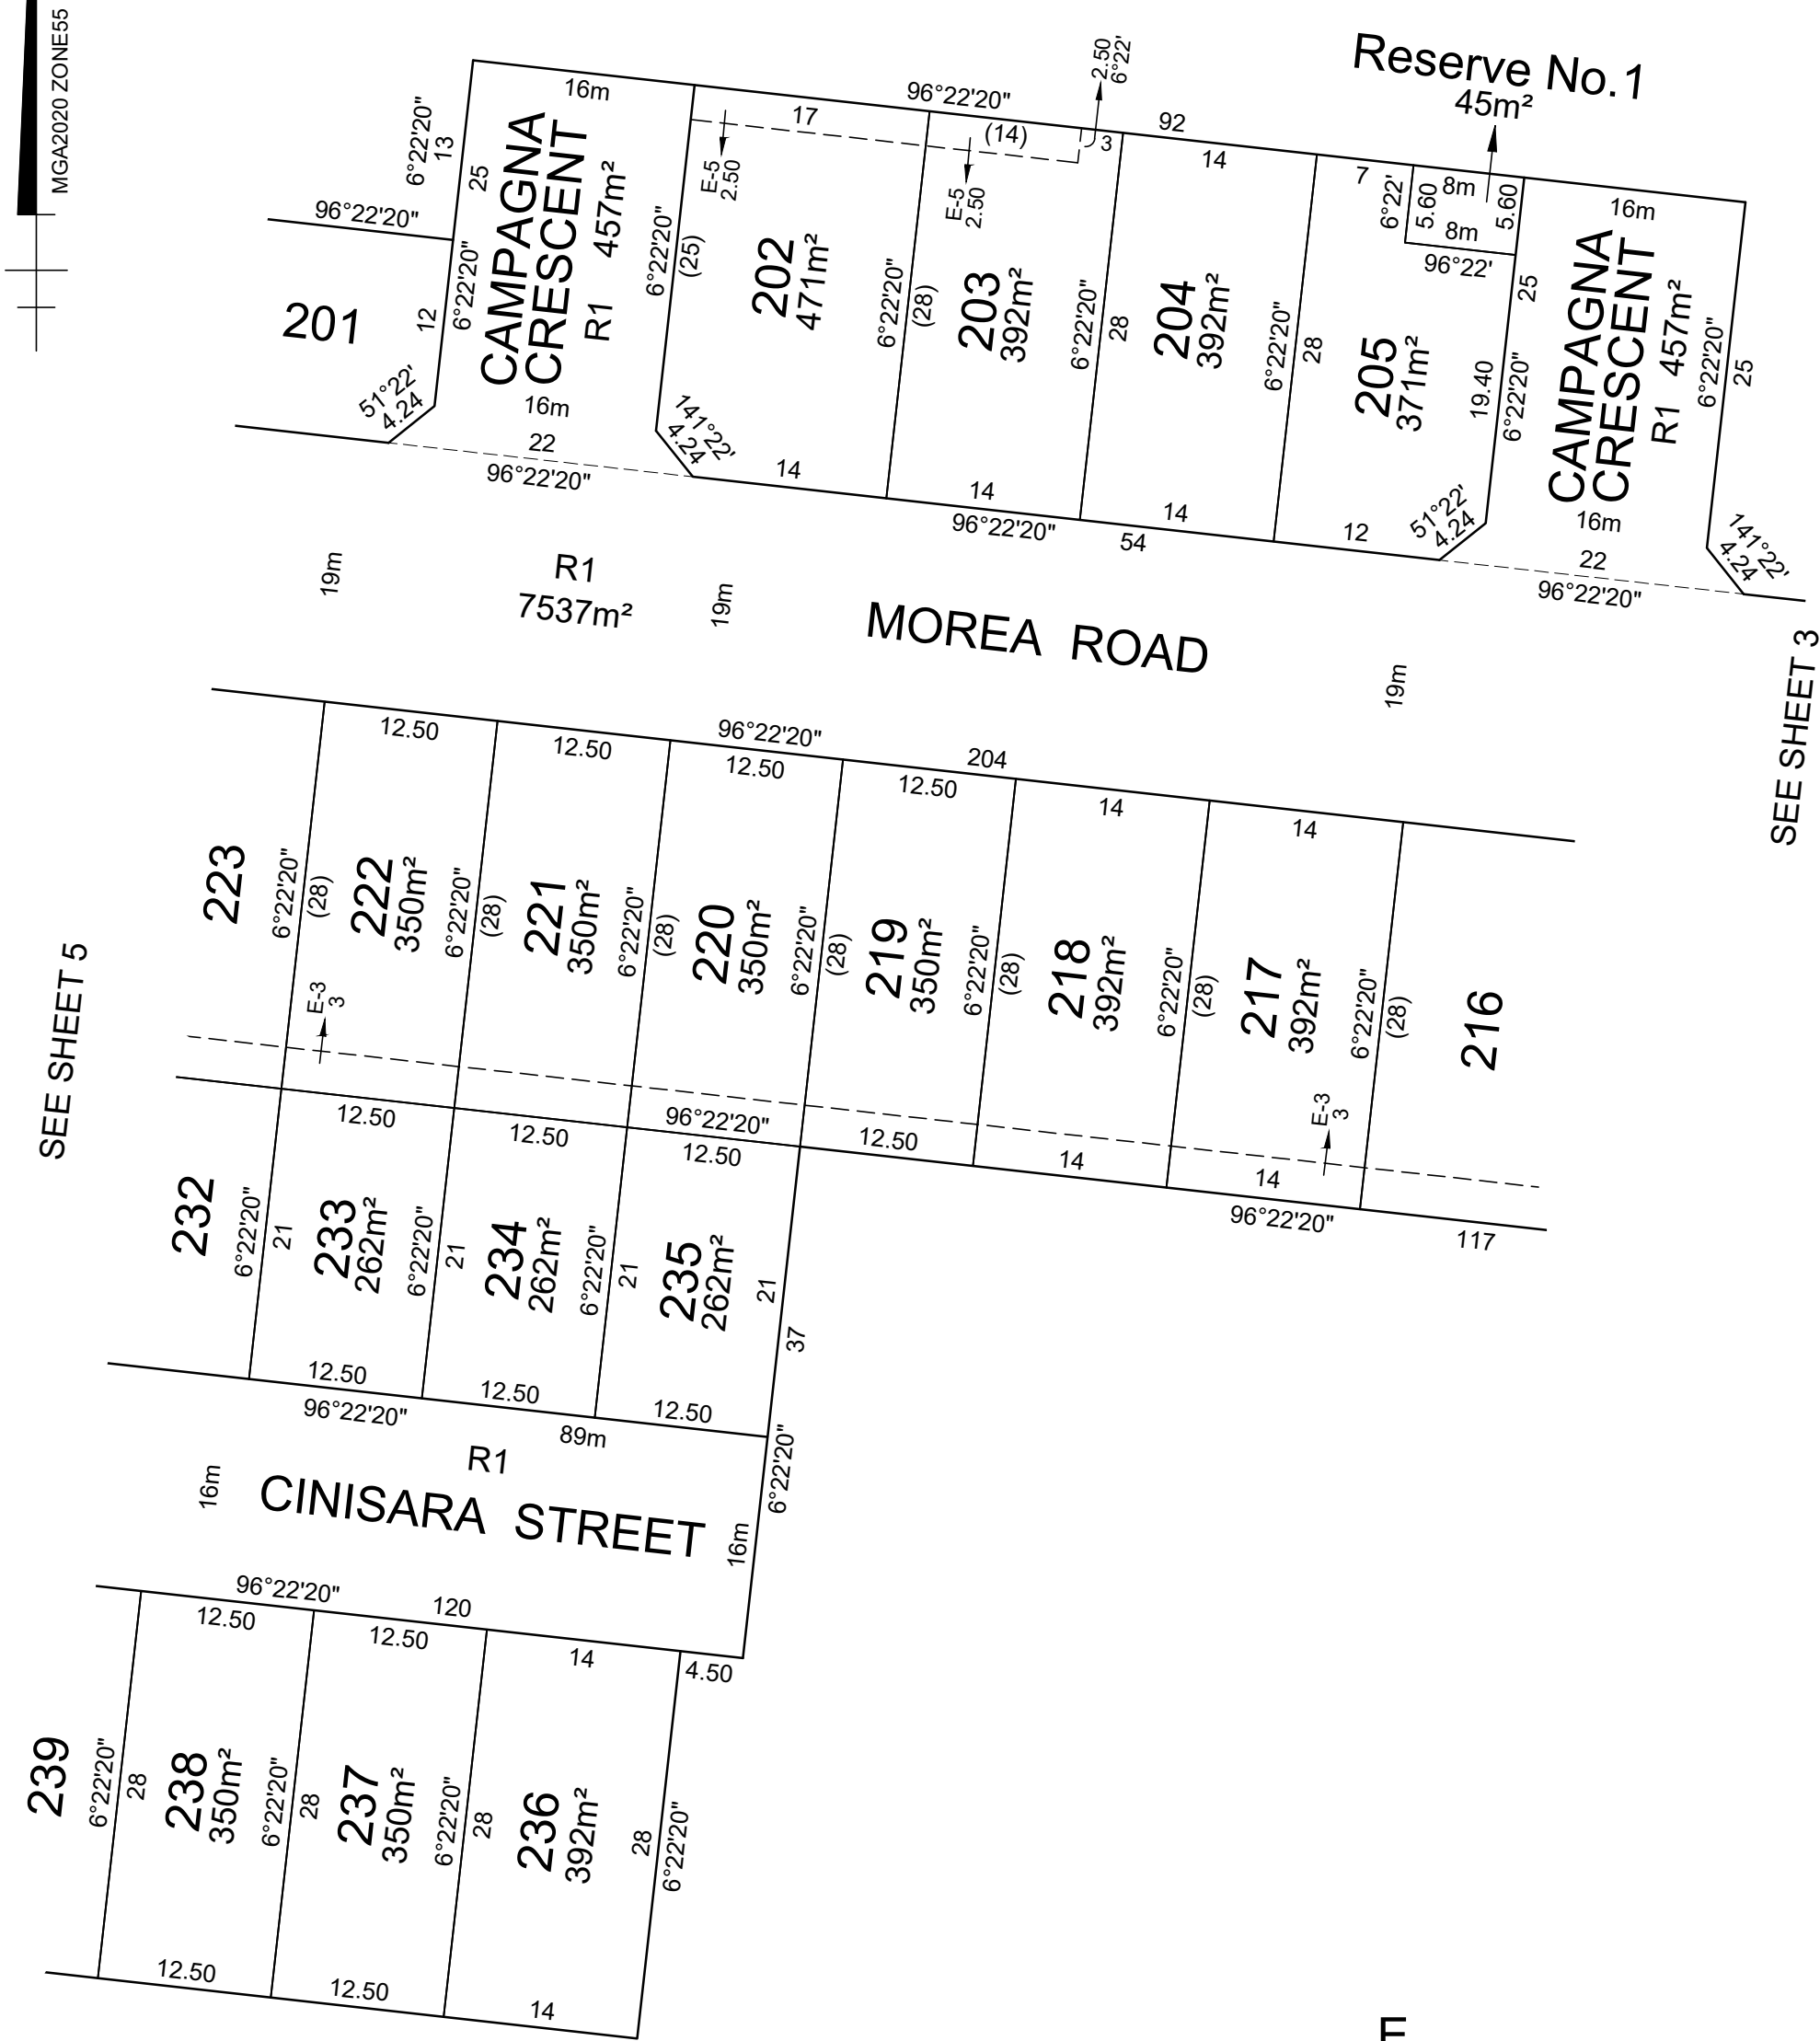 MGA2020 ZONE55
Reserve No.1
45m²
2.50
6°22'
16m
17
96°22'20"
(14)
3
92
14
7
6°22'
5.60
8m
5.60
8m
96°22'
16m
6°22'20"
13
25
96°22'20"
201
12
6°22'20"
CAMPAGNA
CRESCENT
R1 457m²
16m
51°22'
4.24
22
96°22'20"
141°22'
4.24
6°22'20"
(25)
E-5
2.50
202
471m²
14
6°22'20"
(28)
E-5
2.50
203
392m²
14
96°22'20"
54
6°22'20"
28
204
392m²
14
6°22'20"
28
205
371m²
12
19.40
6°22'20"
25
51°22'
4.24
CAMPAGNA
CRESCENT
R1 457m²
16m
22
96°22'20"
6°22'20"
25
141°22'
4.24
19m
R1
7537m²
19m
MOREA ROAD
19m
SEE SHEET 3
12.50
12.50
96°22'20"
12.50
204
12.50
14
14
223
6°22'20"
(28)
222
350m²
6°22'20"
(28)
221
350m²
6°22'20"
(28)
220
350m²
6°22'20"
(28)
219
350m²
6°22'20"
(28)
218
392m²
6°22'20"
(28)
217
392m²
6°22'20"
(28)
216
E-3
3
E-3
3
SEE SHEET 5
12.50
12.50
96°22'20"
12.50
12.50
14
14
96°22'20"
117
232
6°22'20"
21
233
262m²
6°22'20"
21
234
262m²
6°22'20"
21
235
262m²
21
37
12.50
12.50
12.50
96°22'20"
89m
6°22'20"
R1
16m
CINISARA STREET
16m
96°22'20"
120
12.50
12.50
14
4.50
239
6°22'20"
28
238
350m²
6°22'20"
28
237
350m²
6°22'20"
28
236
392m²
28
6°22'20"
12.50
12.50
14